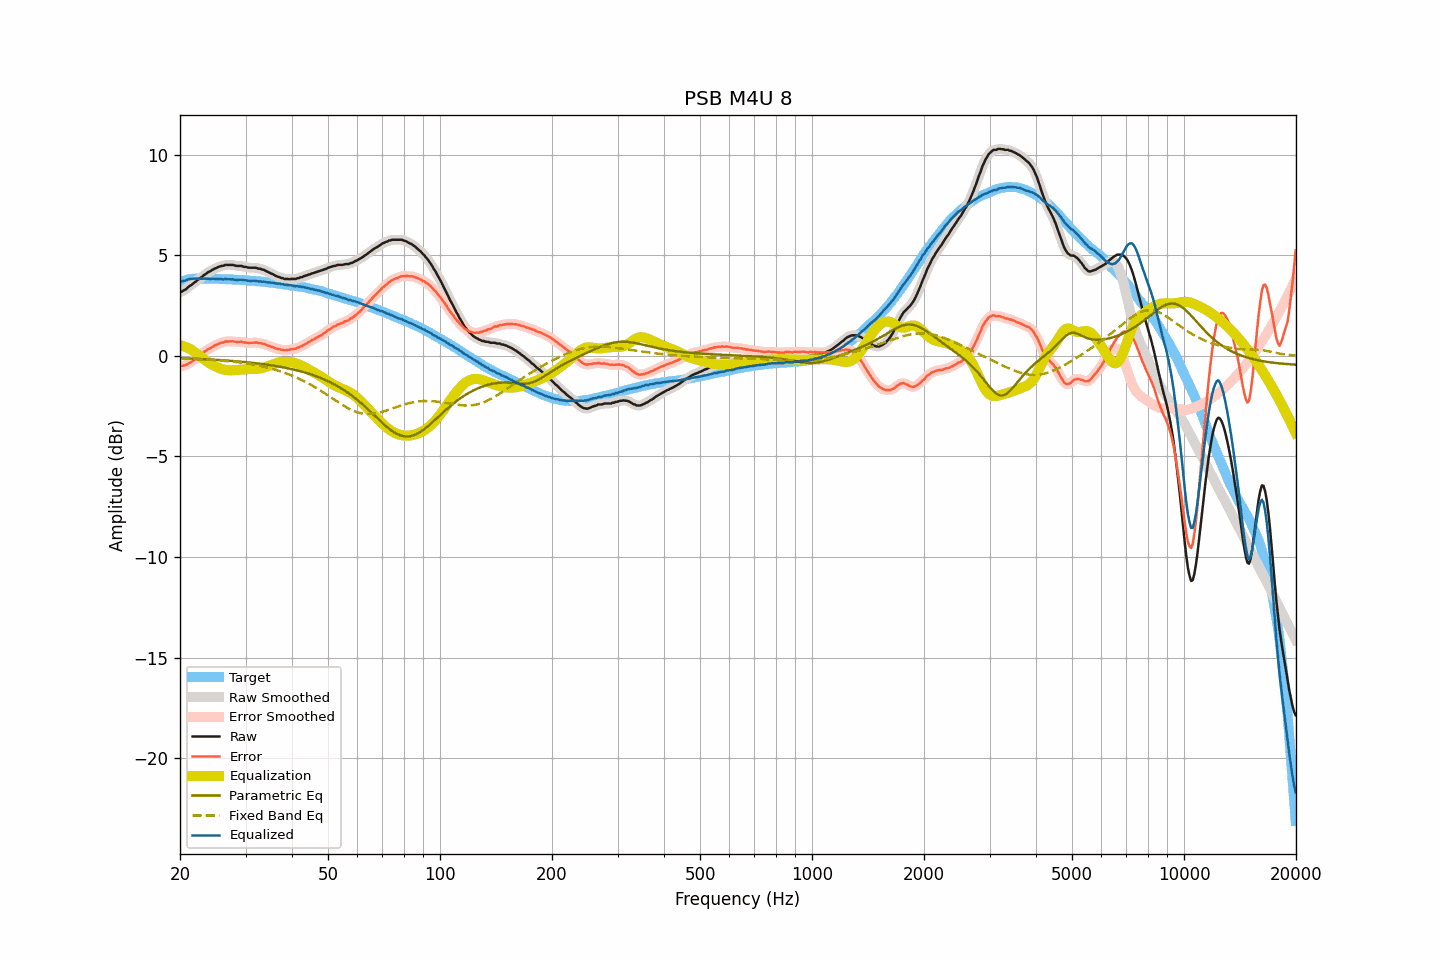 PSB M4U 8
Amplitude (dBr)
10
5
0
−5
−10
−15
−20
Target
Raw Smoothed
Error Smoothed
Raw
Error
Equalization
Parametric Eq
Fixed Band Eq
Equalized
20 50 100 200 500 1000 2000 5000 10000 20000
Frequency (Hz)